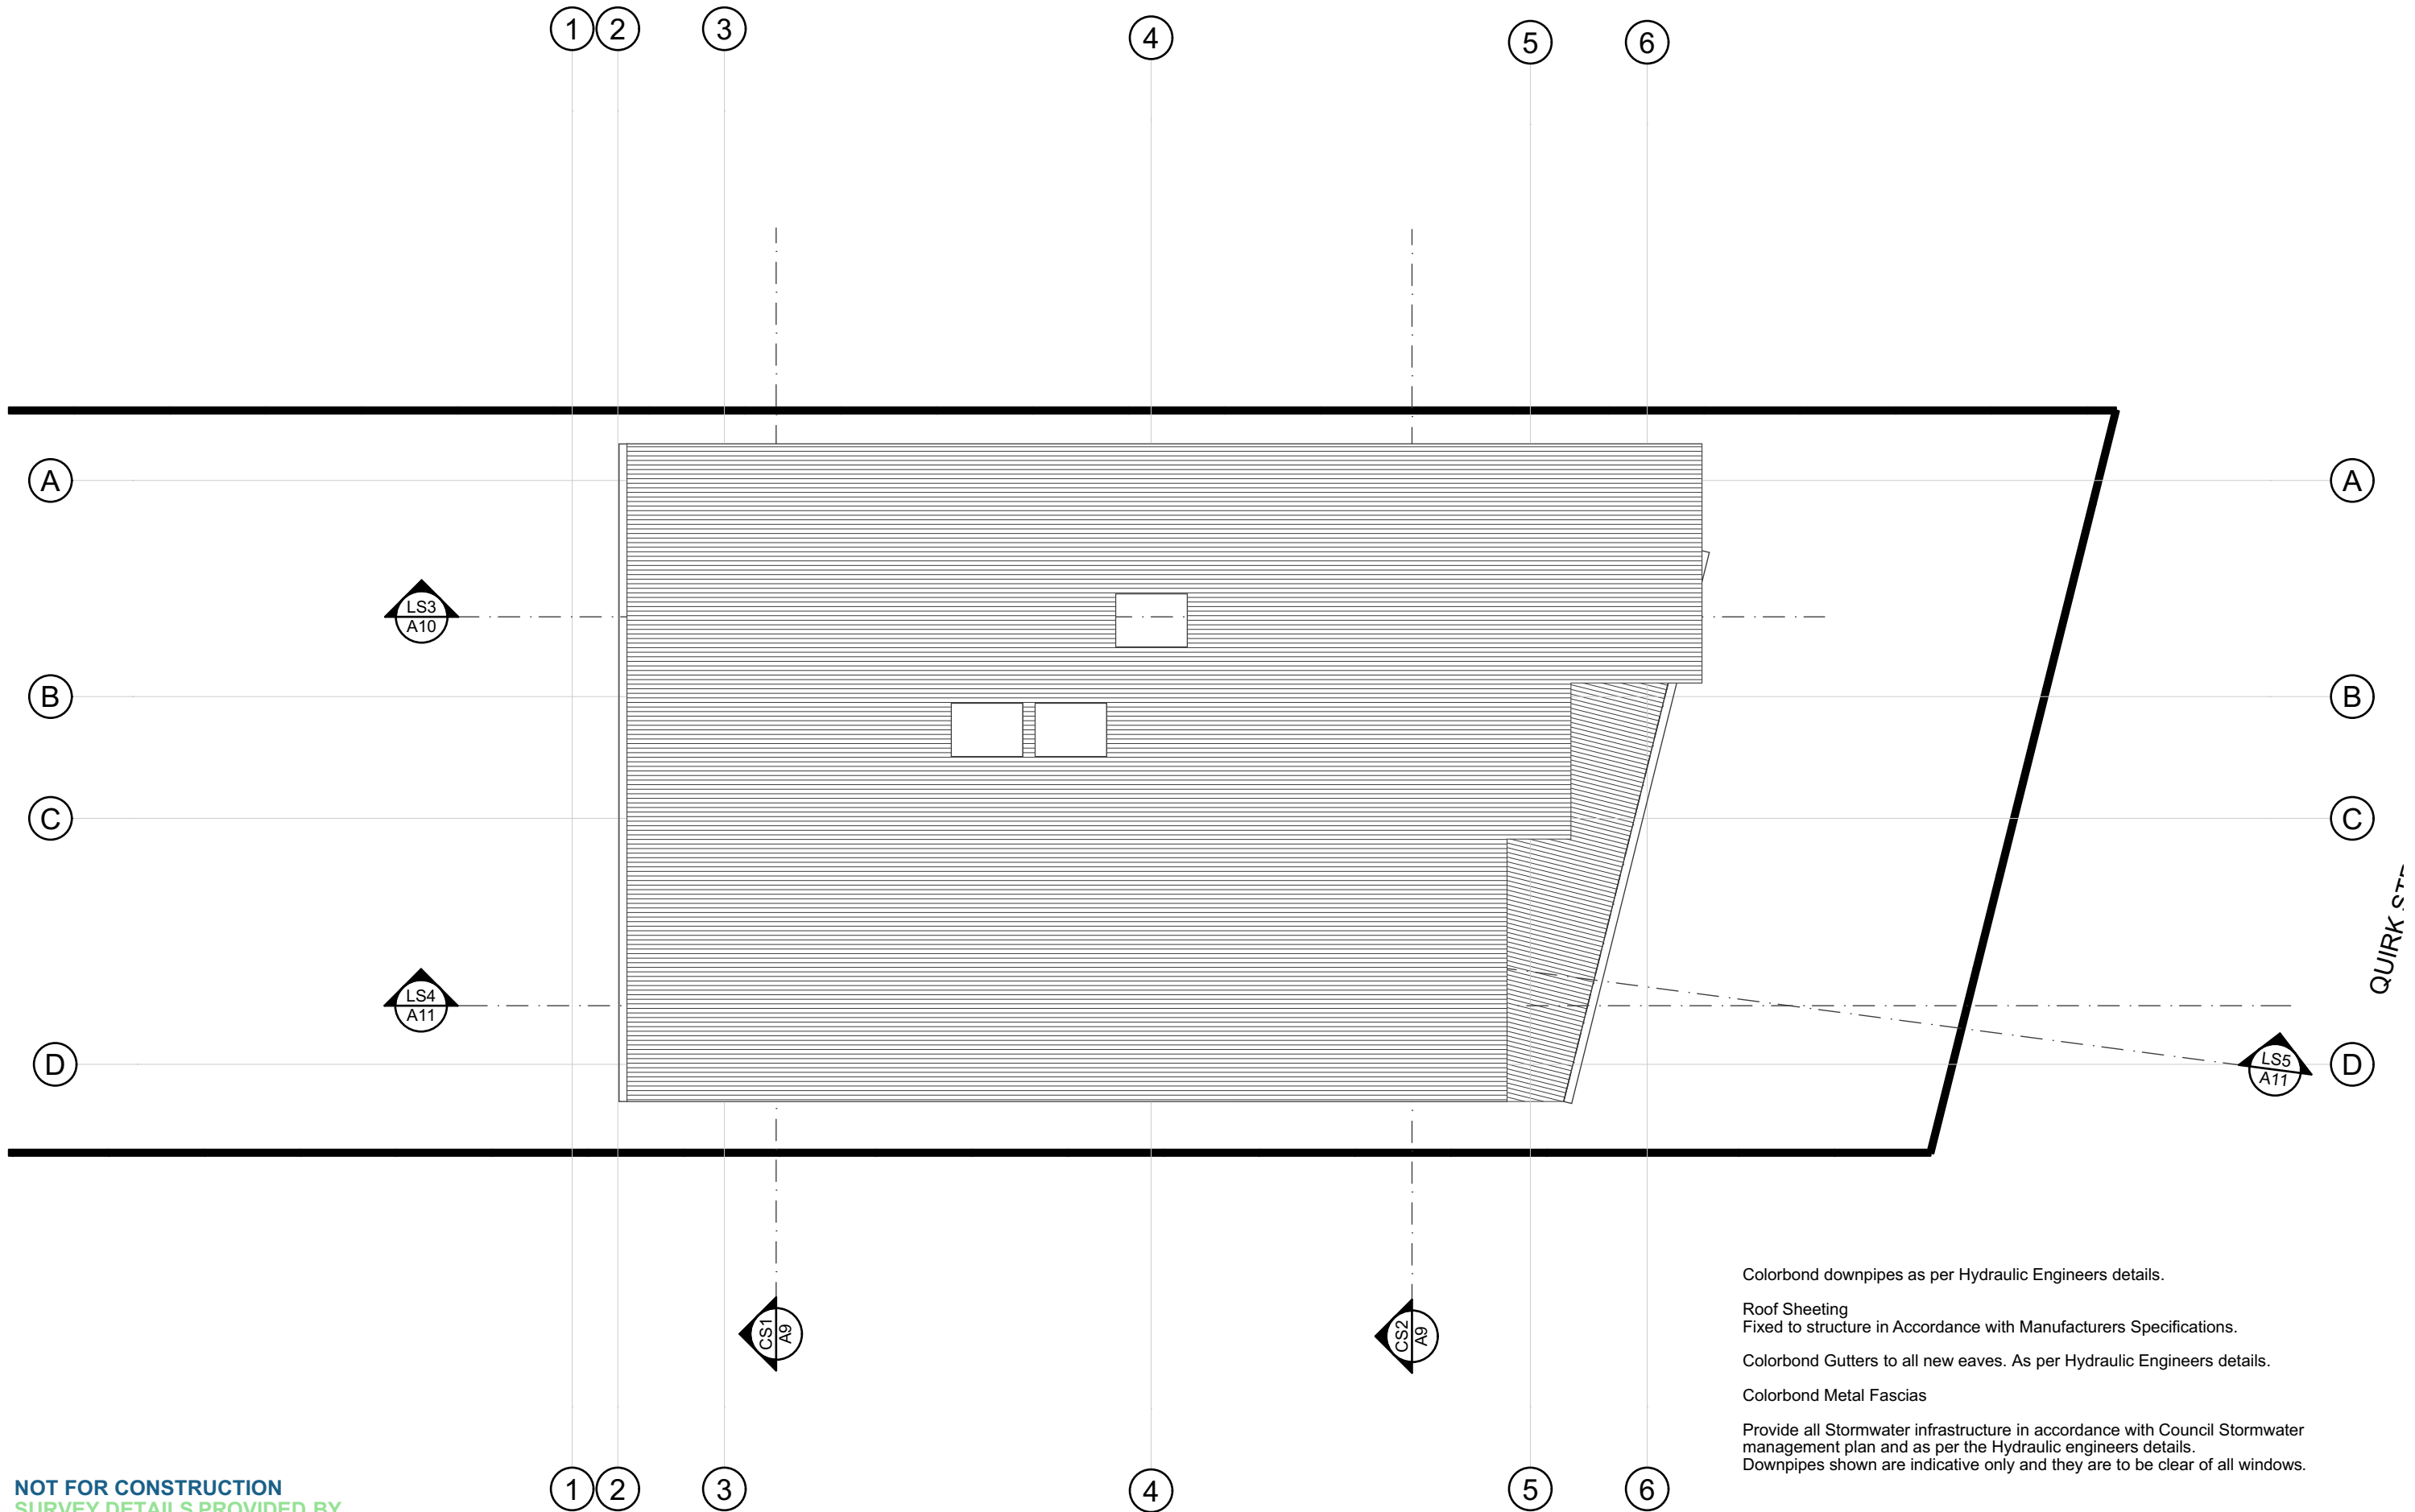 1 2 3 4 5 6
A A
LS3
A10
B B
C C
QUIRK
LS4
A11
D D
LS5
A11
CS1
A9
CS2
A9
Colorbond downpipes as per Hydraulic Engineers details.
Roof Sheeting
Fixed to structure in Accordance with Manufacturers Specifications.
Colorbond Gutters to all new eaves. As per Hydraulic Engineers details.
Colorbond Metal Fascias
Provide all Stormwater infrastructure in accordance with Council Stormwater
management plan and as per the Hydraulic engineers details.
Downpipes shown are indicative only and they are to be clear of all windows.
1 2 3 4 5 6
NOT FOR CONSTRUCTION
SURVEY DETAILS PROVIDED BY